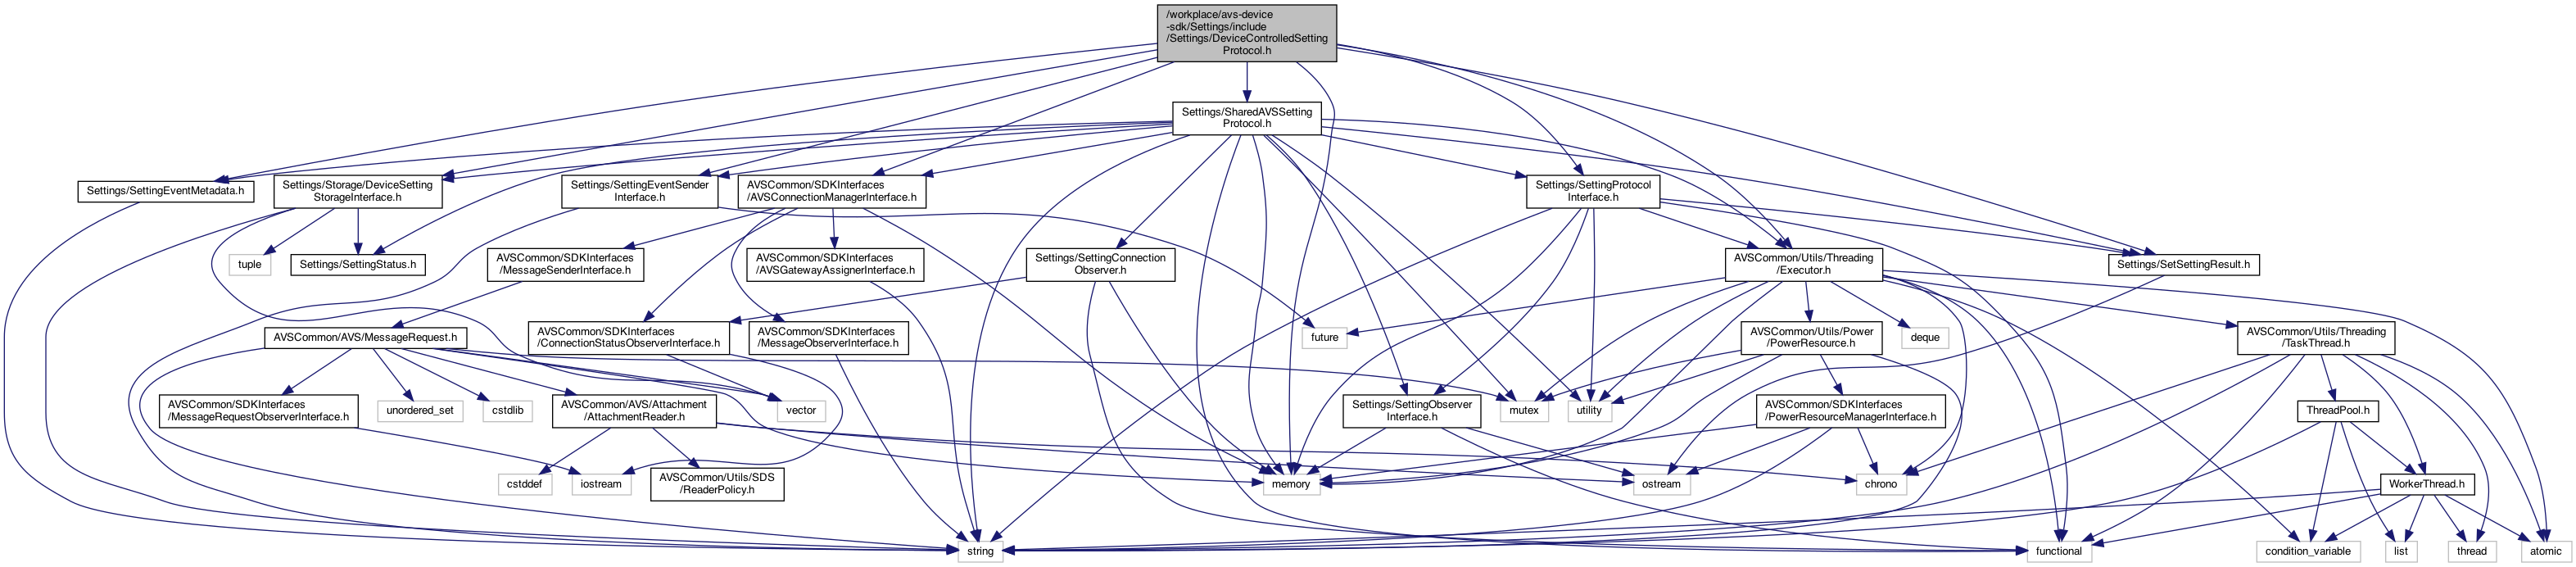 /workplace/avs-device
-sdk/Settings/include
/Settings/DeviceControlledSetting
Protocol.h
Settings/SharedAVSSetting
Protocol.h
Settings/SettingEventMetadata.h
Settings/Storage/DeviceSetting
StorageInterface.h
Settings/SettingEventSender
Interface.h
AVSCommon/SDKInterfaces
/AVSConnectionManagerInterface.h
Settings/SettingProtocol
Interface.h
tuple
Settings/SettingStatus.h
AVSCommon/SDKInterfaces
/MessageSenderInterface.h
AVSCommon/SDKInterfaces
/AVSGatewayAssignerInterface.h
Settings/SettingConnection
Observer.h
AVSCommon/Utils/Threading
/Executor.h
Settings/SetSettingResult.h
AVSCommon/AVS/MessageRequest.h
AVSCommon/SDKInterfaces
/ConnectionStatusObserverInterface.h
AVSCommon/SDKInterfaces
/MessageObserverInterface.h
future
AVSCommon/Utils/Power
/PowerResource.h
deque
AVSCommon/Utils/Threading
/TaskThread.h
AVSCommon/SDKInterfaces
/MessageRequestObserverInterface.h
unordered_set
cstdlib
AVSCommon/AVS/Attachment
/AttachmentReader.h
vector
Settings/SettingObserver
Interface.h
mutex
utility
AVSCommon/SDKInterfaces
/PowerResourceManagerInterface.h
ThreadPool.h
cstddef
iostream
AVSCommon/Utils/SDS
/ReaderPolicy.h
memory
ostream
chrono
WorkerThread.h
string
functional
condition_variable
list
thread
atomic